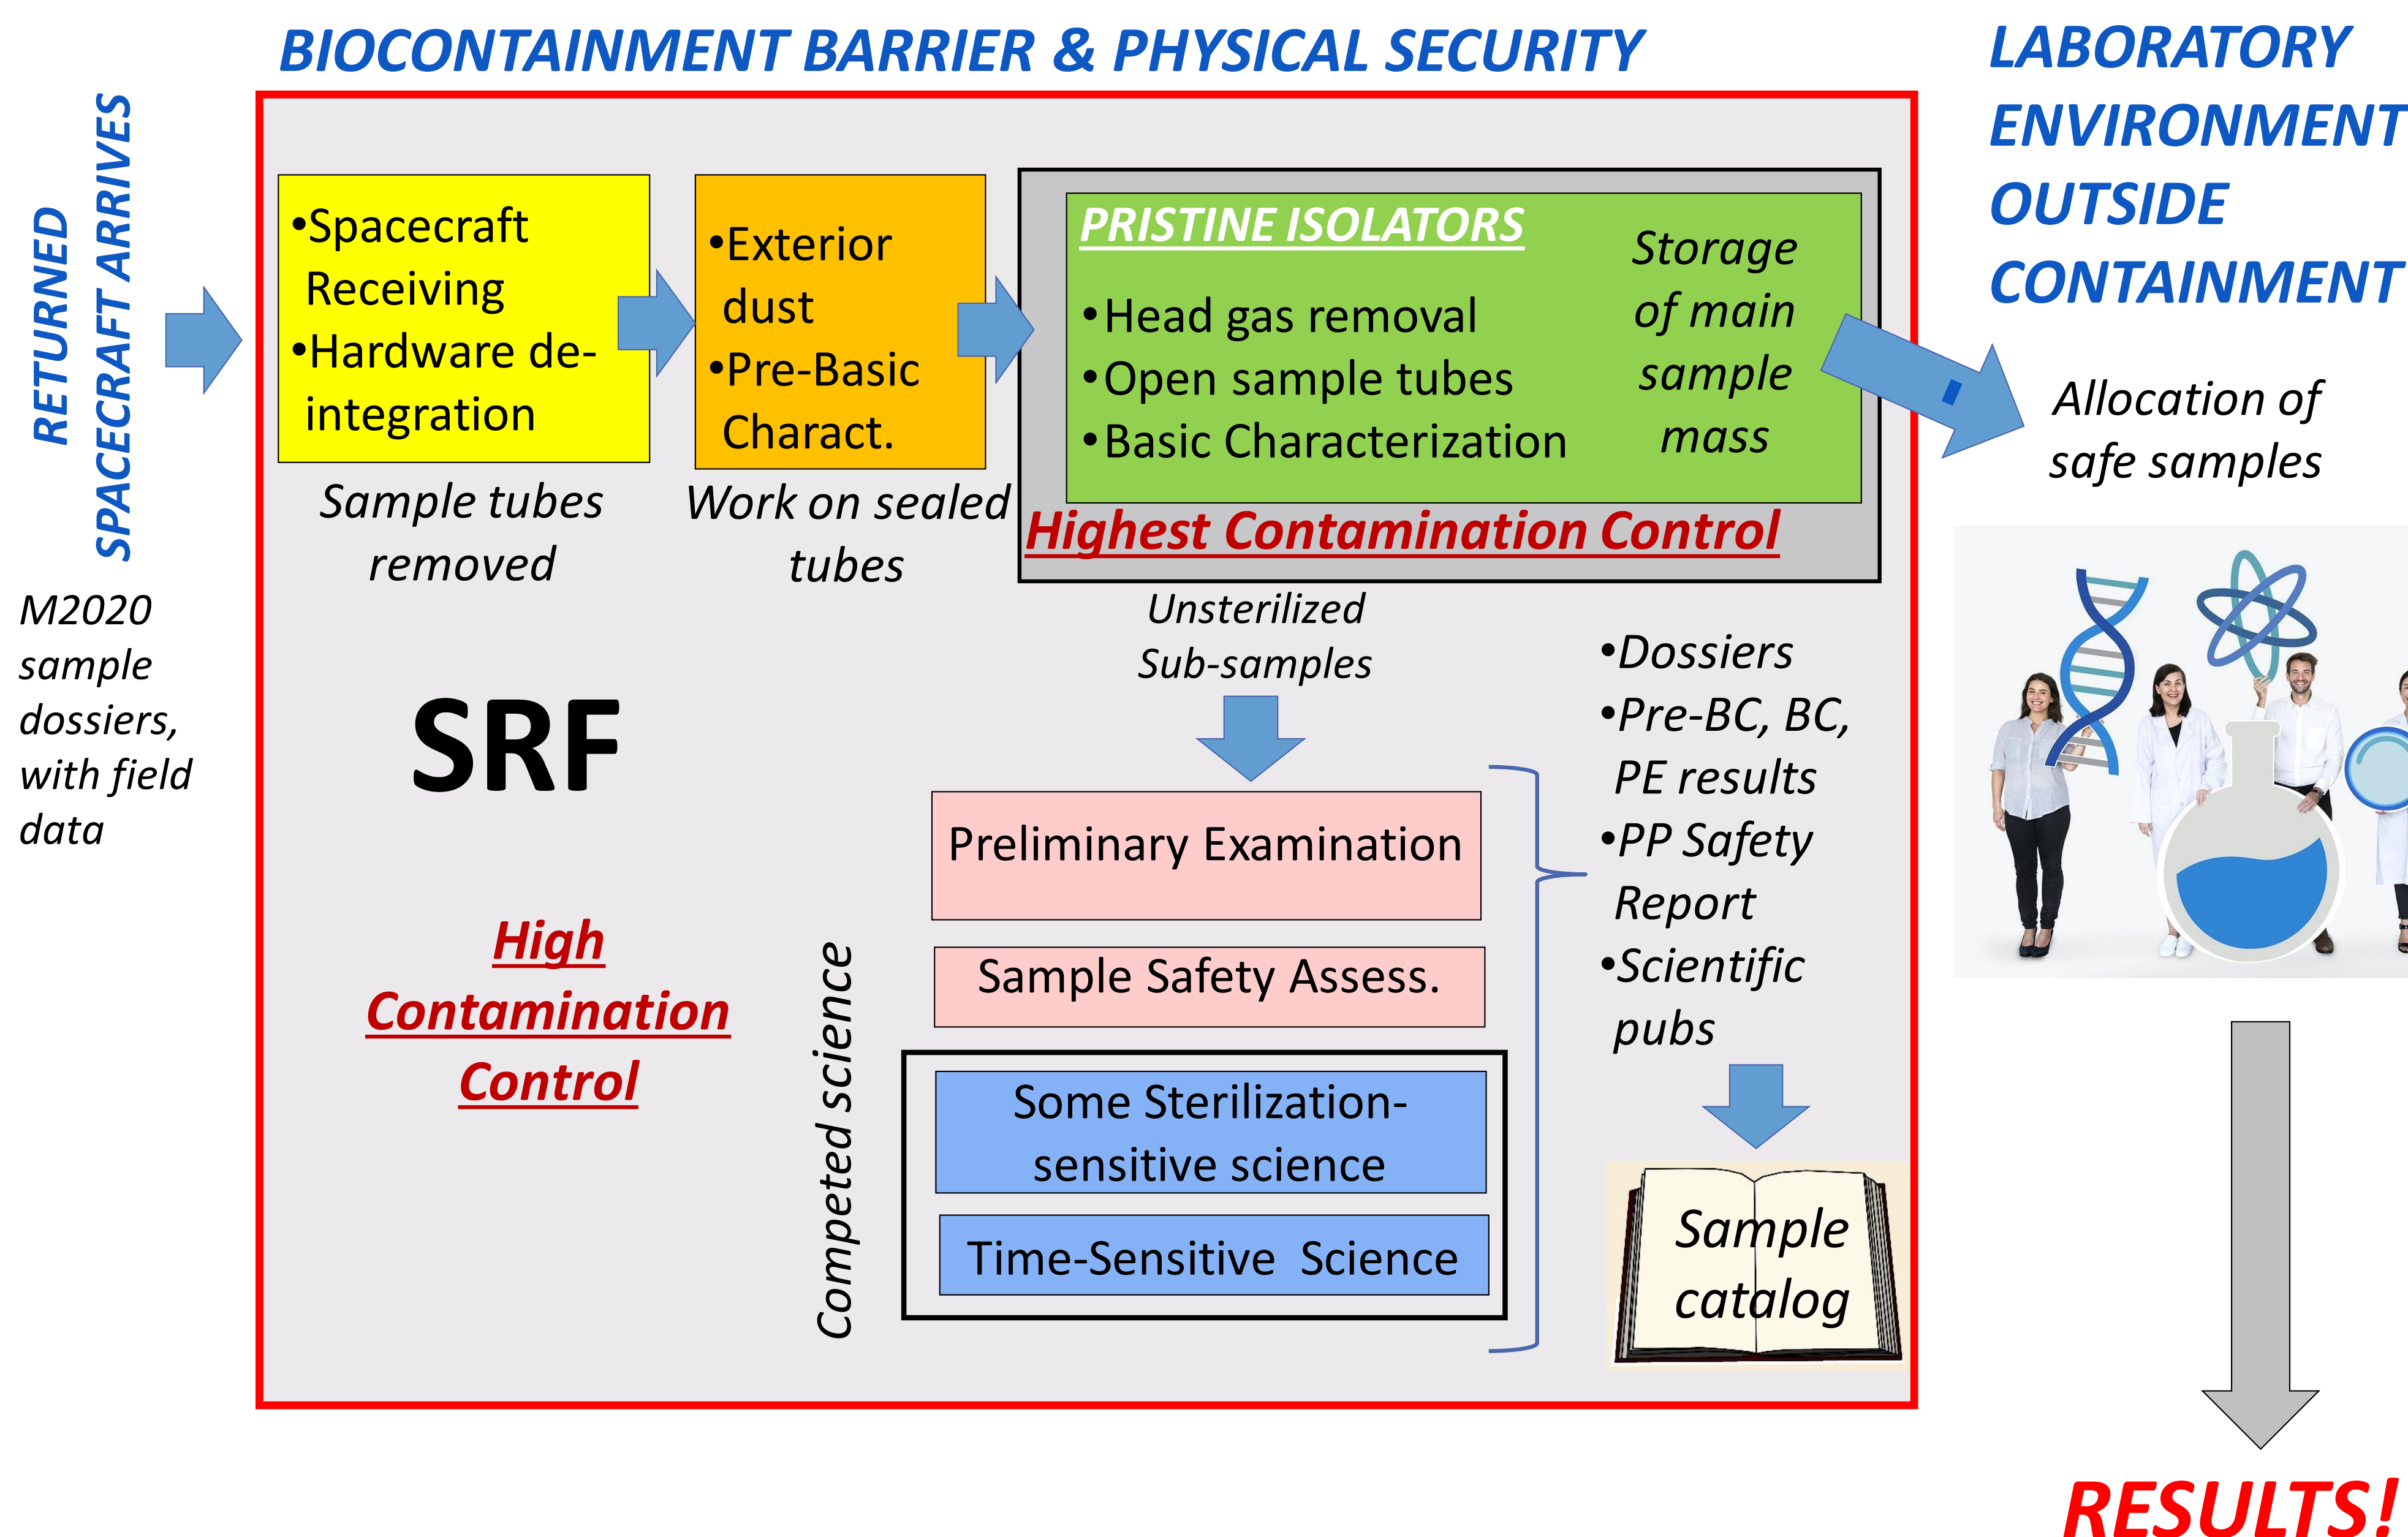 BIOCONTAINMENT BARRIER & PHYSICAL SECURITY
LABORATORY
ENVIRONMENT
OUTSIDE
CONTAINMENT
RETURNED
SPACECRAFT ARRIVES
M2020
sample
dossiers,
with field
data
•Spacecraft
Receiving
•Hardware de-
integration
Sample tubes
removed
•Exterior
dust
•Pre-Basic
Charact.
Work on sealed
tubes
PRISTINE ISOLATORS
•Head gas removal
•Open sample tubes
•Basic Characterization
Storage
of main
sample
mass
Highest Contamination Control
-
Allocation of
safe samples
Unsterilized
Sub-samples
SRF
High
Contamination
Control
Competed science
Preliminary Examination
Sample Safety Assess.
Some Sterilization-
sensitive science
Time-Sensitive  Science
•Dossiers
•Pre-BC, BC,
PE results
•PP Safety
Report
•Scientific
pubs
Sample
catalog
RESULTS!